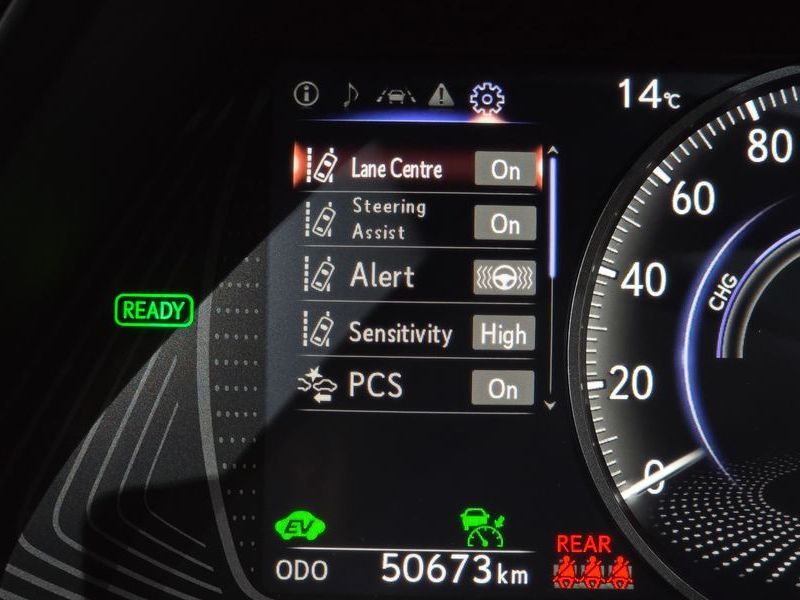 14°C
Lane Centre On
Steering
Assist On
Alert
Sensitivity High
PCS On
READY
EV
ODO 50673km
REAR
80
60
40
20
0
CHG